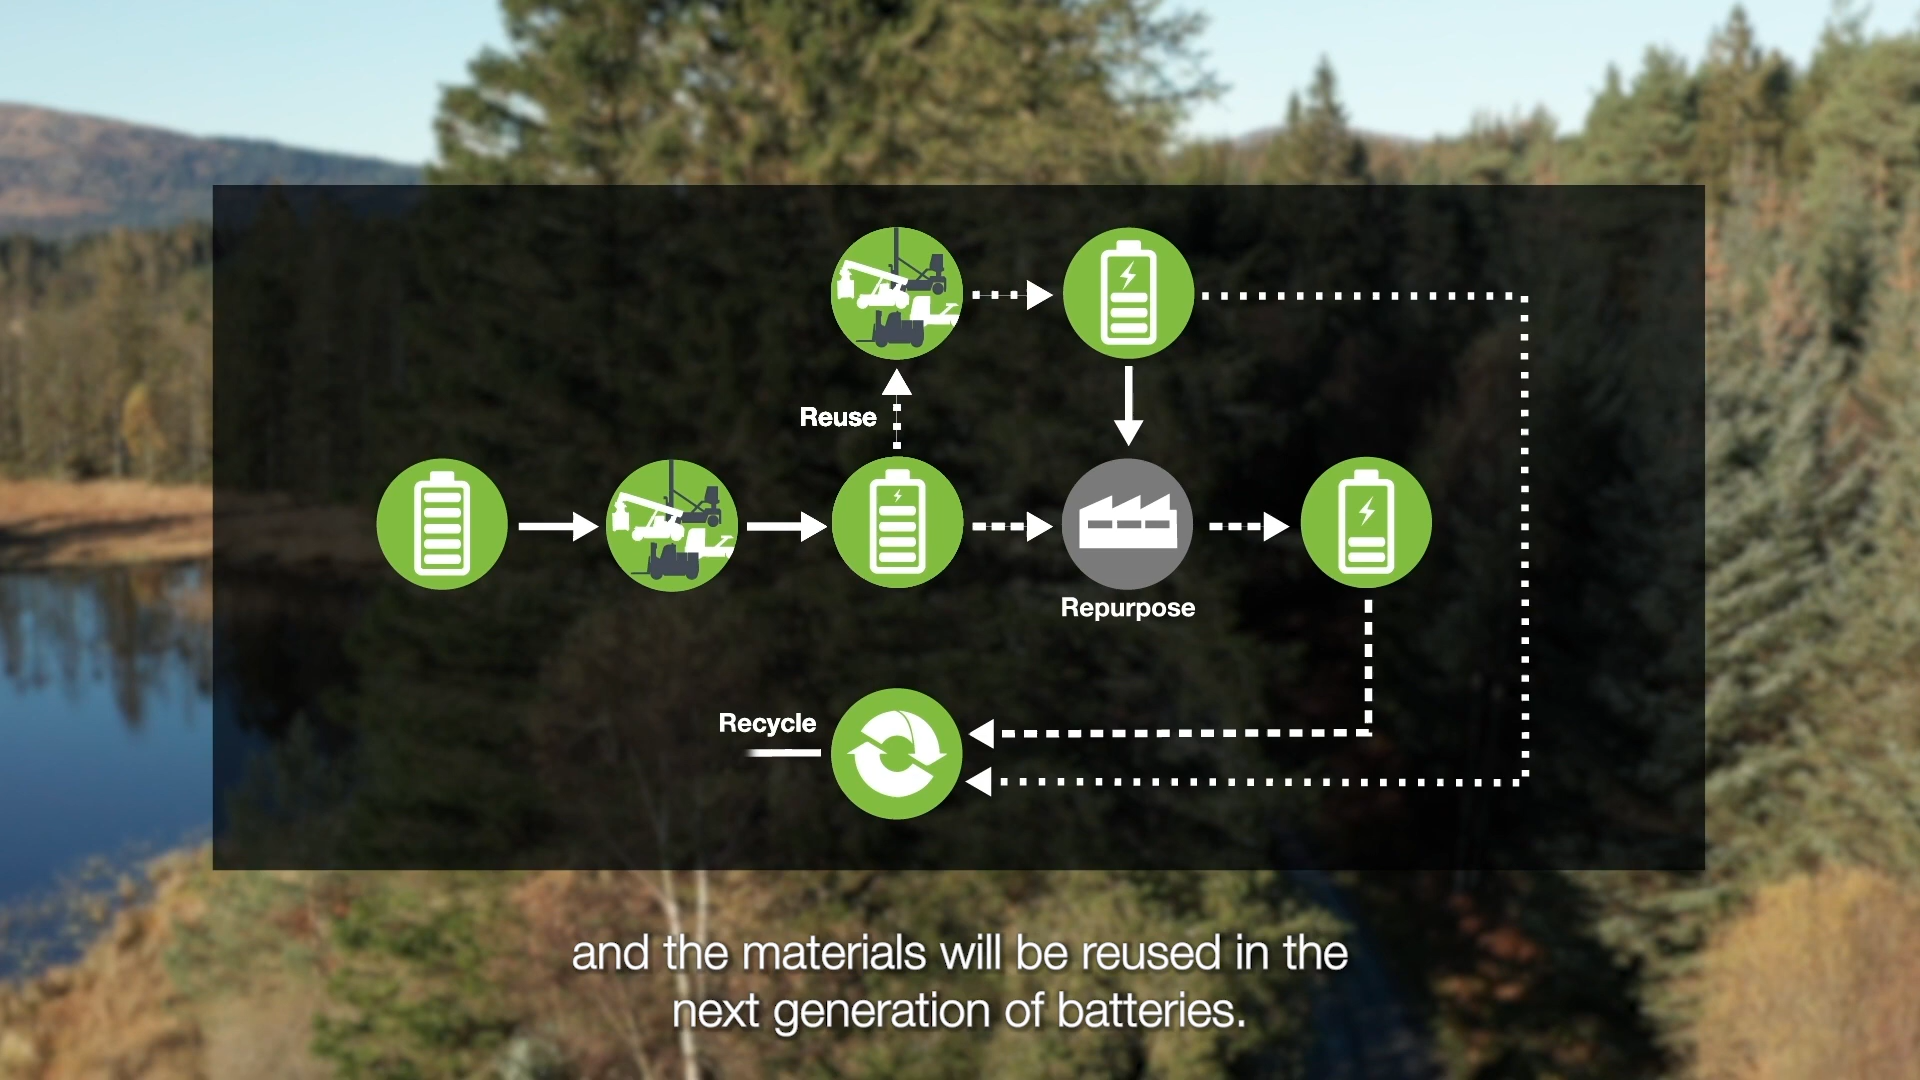 Reuse
Repurpose
Recycle
and the materials will be reused in the
next generation of batteries.